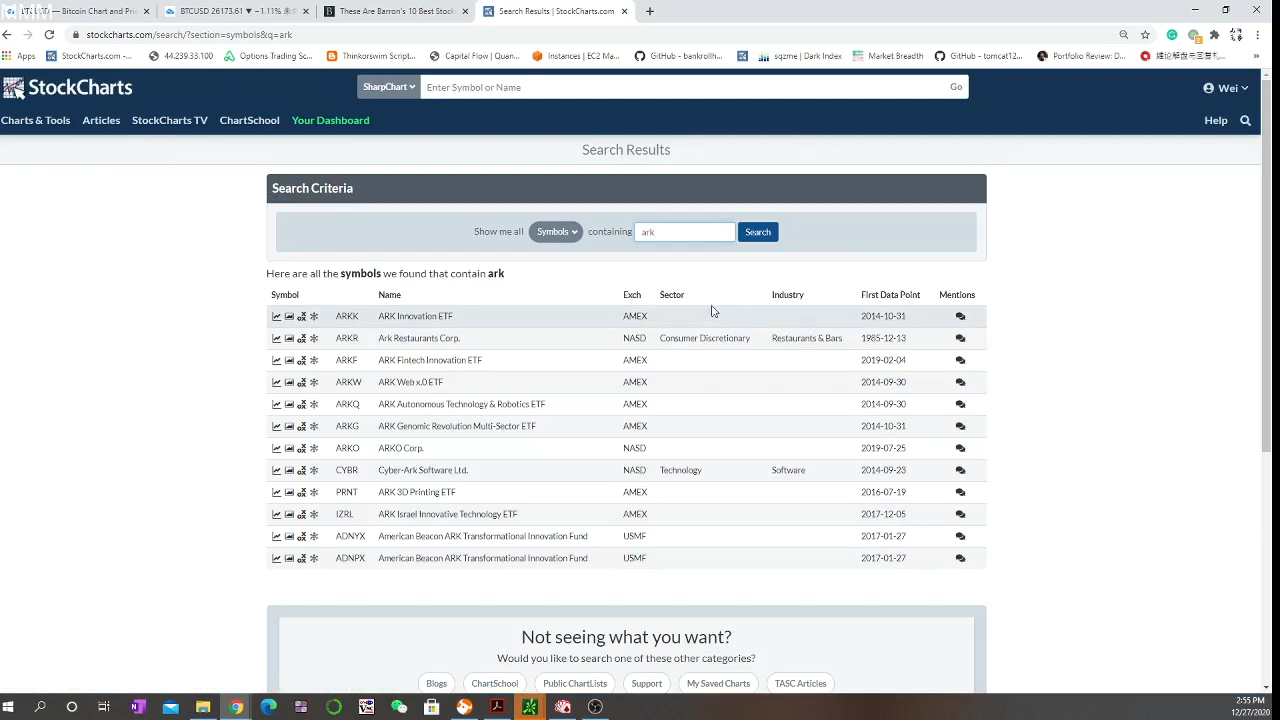 Bitcoin Chart and Pric
BTCUSD 26173.61 ▼ −1.11%
These Are Barron's 10 Best Stock
Search Results | StockCharts.com
stockcharts.com/search/?section=symbols&q=ark
Apps StockCharts.com -... 44.239.33.100 Options Trading Sc... Thinkorswim Script... Capital Flow / Quan... Instances | EC2 Ma... GitHub - bankrollh... sqzme | Dark Index Market Breadth GitHub - tomcat12... Portfolio Review: D... »
StockCharts SharpChart Enter Symbol or Name Go Wei
Charts & Tools Articles StockCharts TV ChartSchool Your Dashboard Help
Search Results
Search Criteria
Show me all Symbols containing ark Search
Here are all the symbols we found that contain ark
Symbol Name Exch Sector Industry First Data Point Mentions
ARKK ARK Innovation ETF AMEX 2014-10-31
ARKR Ark Restaurants Corp. NASD Consumer Discretionary Restaurants & Bars 1985-12-13
ARKF ARK Fintech Innovation ETF AMEX 2019-02-04
ARKW ARK Web x.0 ETF AMEX 2014-09-30
ARKQ ARK Autonomous Technology & Robotics ETF AMEX 2014-09-30
ARKG ARK Genomic Revolution Multi-Sector ETF AMEX 2014-10-31
ARKO ARKO Corp. NASD 2019-07-25
CYBR Cyber-Ark Software Ltd. NASD Technology Software 2014-09-23
PRNT ARK 3D Printing ETF AMEX 2016-07-19
IZRL ARK Israel Innovative Technology ETF AMEX 2017-12-05
ADNYX American Beacon ARK Transformational Innovation Fund USMF 2017-01-27
ADNPX American Beacon ARK Transformational Innovation Fund USMF 2017-01-27
Not seeing what you want?
Would you like to search one of these other categories?
Blogs ChartSchool Public ChartLists Support My Saved Charts TASC Articles
2:55 PM
12/27/2020